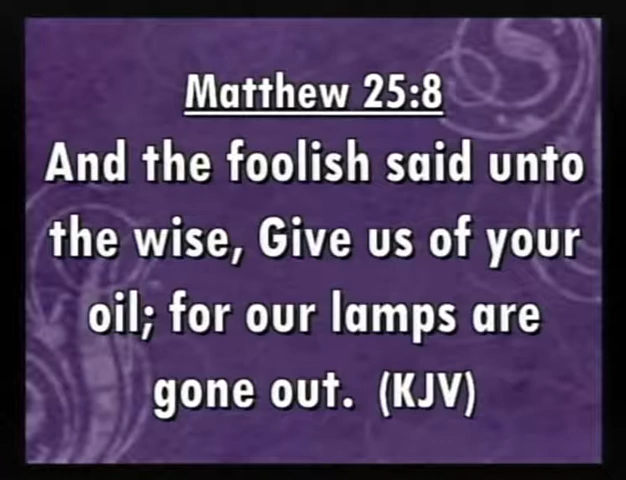 Matthew 25:8
And the foolish said unto
the wise, Give us of your
oil; for our lamps are
gone out. (KJV)